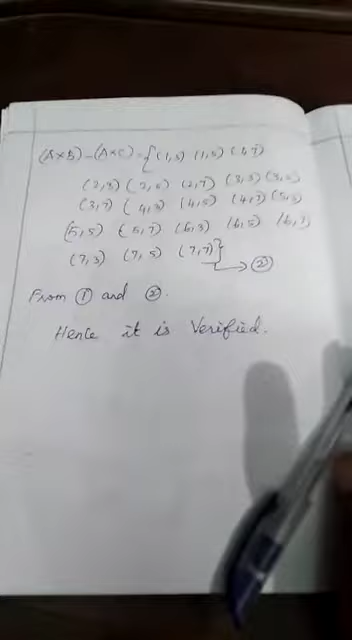 (A×B) - (A×C) = { (1,3) (1,5) (1,7)
(2,3) (2,5) (2,7) (3,3) (3,5)
(3,7) (4,3) (4,5) (4,7) (5,3)
(5,5) (5,7) (6,3) (6,5) (6,7)
(7,3) (7,5) (7,7) } → ②
From ① and ②.
Hence it is Verified.